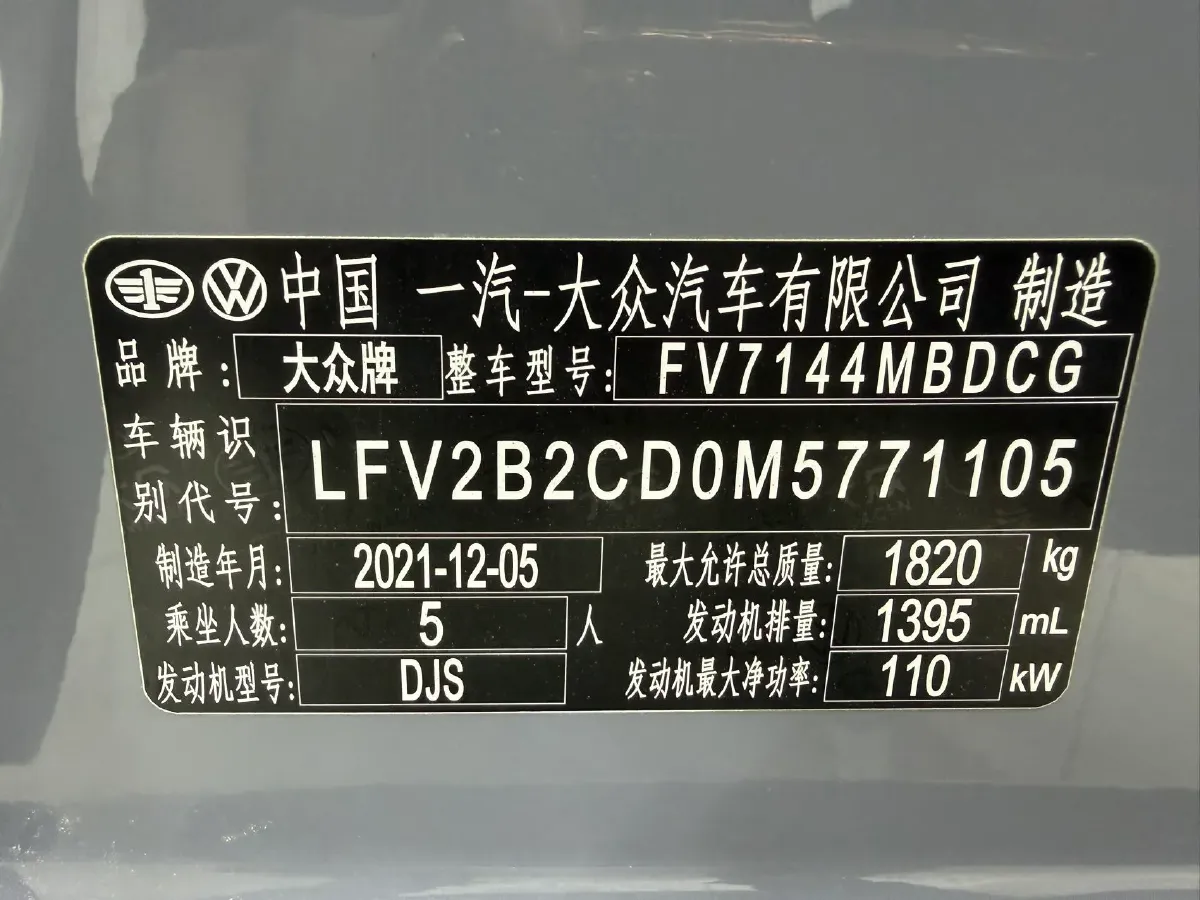 中国 一汽-大众汽车有限公司 制造
品牌: 大众牌 整车型号: FV7144MBDCG
车辆识别代号: LFV2B2CD0M5771105
制造年月: 2021-12-05 最大允许总质量: 1820 kg
乘坐人数: 5 人 发动机排量: 1395 mL
发动机型号: DJS 发动机最大净功率: 110 kW